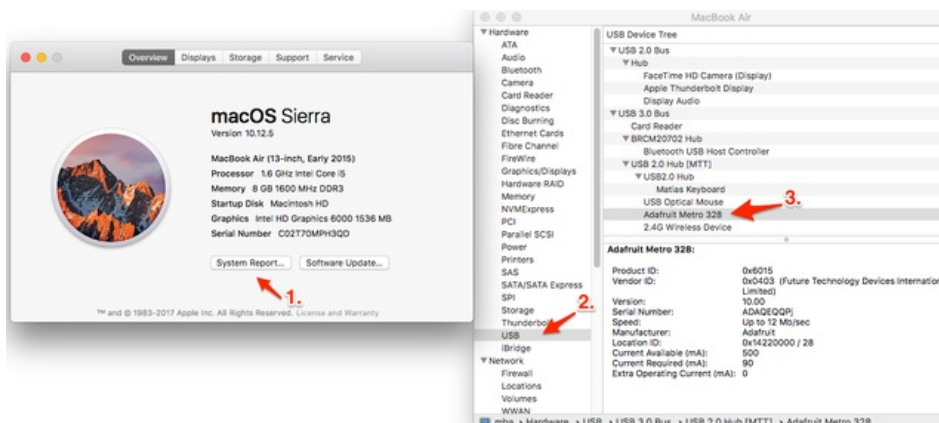 Overview Displays Storage Support Service
macOS Sierra
Version 10.12.5
MacBook Air (13-inch, Early 2015)
Processor 1.6 GHz Intel Core i5
Memory 8 GB 1600 MHz DDR3
Startup Disk Macintosh HD
Graphics Intel HD Graphics 6000 1536 MB
Serial Number C02T70MPH3QD
System Report... Software Update...
1.
™ and © 1983-2017 Apple Inc. All Rights Reserved. License and Warranty
MacBook Air
Hardware
ATA
Audio
Bluetooth
Camera
Card Reader
Diagnostics
Disc Burning
Ethernet Cards
Fibre Channel
FireWire
Graphics/Displays
Hardware RAID
Memory
NVMExpress
PCI
Parallel SCSI
Power
Printers
SAS
SATA/SATA Express
SPI
Storage
2.
USB
iBridge
Network
Firewall
Locations
Volumes
WWAN
USB Device Tree
USB 2.0 Bus
Hub
FaceTime HD Camera (Display)
Apple Thunderbolt Display
Display Audio
USB 3.0 Bus
Card Reader
BRCM20702 Hub
Bluetooth USB Host Controller
USB 2.0 Hub [MTT]
USB2.0 Hub
Matias Keyboard
USB Optical Mouse
3.
Adafruit Metro 328
2.4G Wireless Device
Adafruit Metro 328:
Product ID: 0x6015
Vendor ID: 0x0403 (Future Technology Devices Internation
Limited)
Version: 10.00
Serial Number: ADAQEQQPj
Speed: Up to 12 Mb/sec
Manufacturer: Adafruit
Location ID: 0x14220000 / 28
Current Available (mA): 500
Current Required (mA): 90
Extra Operating Current (mA): 0
mba › Hardware › USB › USB 3.0 Bus › USB 2.0 Hub [MTT] › Adafruit Metro 328